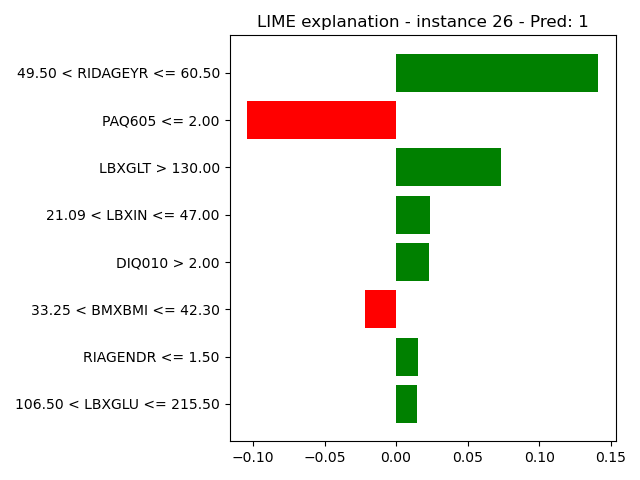 LIME explanation - instance 26 - Pred: 1
49.50 < RIDAGEYR <= 60.50
PAQ605 <= 2.00
LBXGLT > 130.00
21.09 < LBXIN <= 47.00
DIQ010 > 2.00
33.25 < BMXBMI <= 42.30
RIAGENDR <= 1.50
106.50 < LBXGLU <= 215.50
−0.10 −0.05 0.00 0.05 0.10 0.15